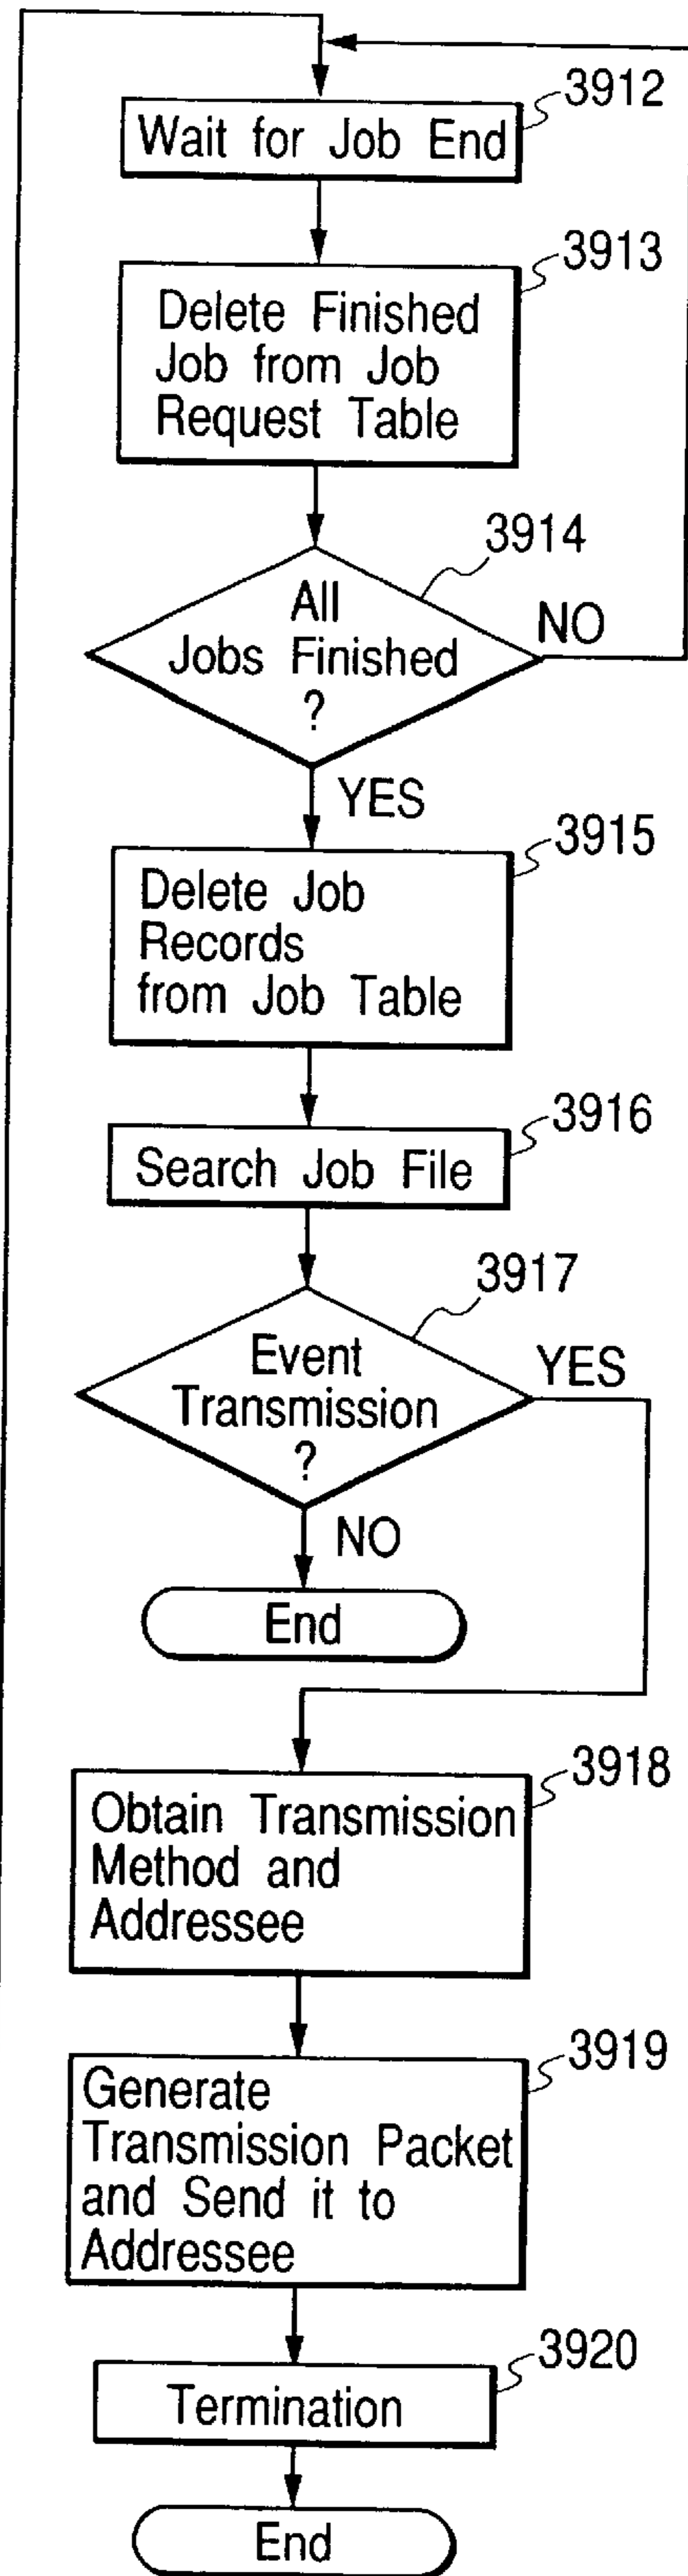 3912
Wait for Job End
3913
Delete Finished
Job from Job
Request Table
3914
All
Jobs Finished
?
NO
YES
3915
Delete Job
Records
from Job Table
3916
Search Job File
3917
Event
Transmission
?
YES
NO
End
3918
Obtain Transmission
Method and
Addressee
3919
Generate
Transmission Packet
and Send it to
Addressee
3920
Termination
End